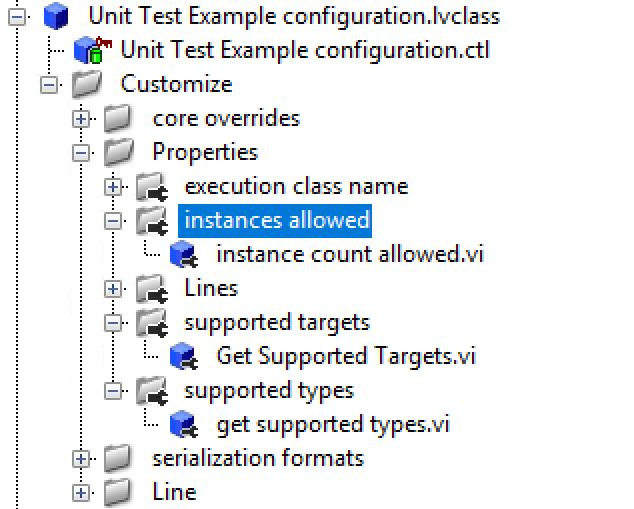 Unit Test Example configuration.lvclass
Unit Test Example configuration.ctl
Customize
core overrides
Properties
execution class name
instances allowed
instance count allowed.vi
Lines
supported targets
Get Supported Targets.vi
supported types
get supported types.vi
serialization formats
Line